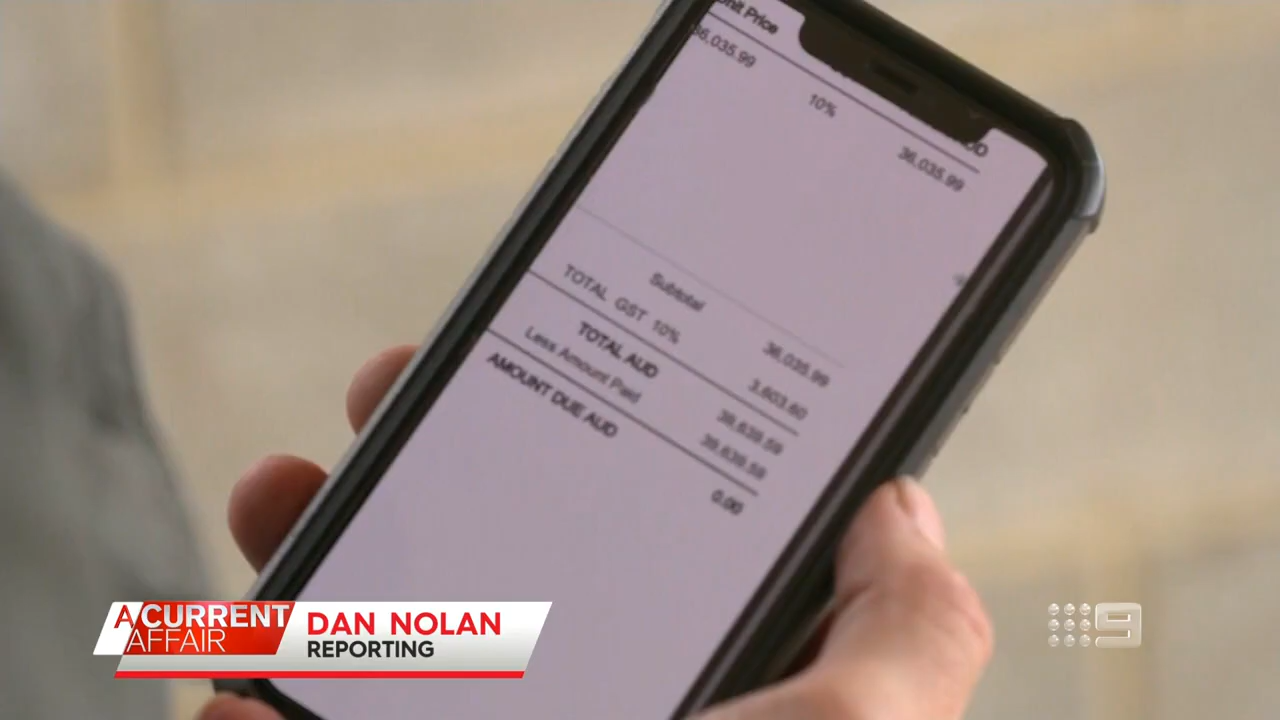 Unit Price
36,035.99
10%
36,035.99
Subtotal 36,035.99
TOTAL GST 10% 3,603.60
TOTAL AUD 39,639.59
Less Amount Paid 39,639.59
AMOUNT DUE AUD 0.00
A CURRENT
AFFAIR
DAN NOLAN
REPORTING
9